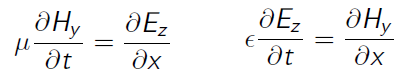 μ ∂H_y/∂t = ∂E_z/∂x    ϵ ∂E_z/∂t = ∂H_y/∂x